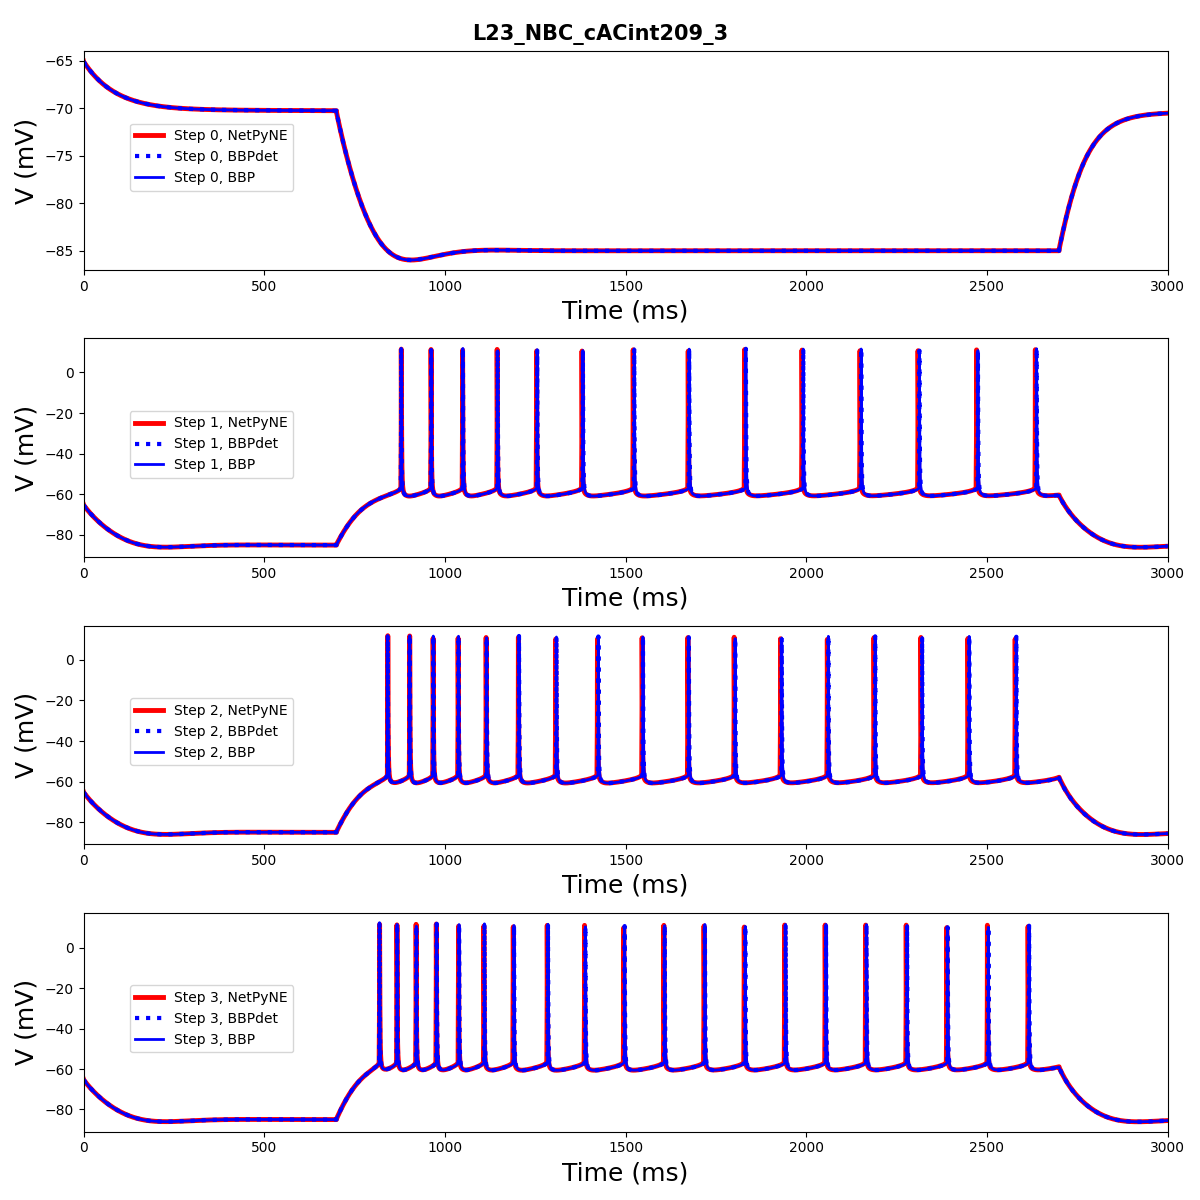 L23_NBC_cACint209_3
−65
−70
−75
−80
−85
V (mV)
Step 0, NetPyNE
Step 0, BBPdet
Step 0, BBP
0 500 1000 1500 2000 2500 3000
Time (ms)
0
−20
−40
−60
−80
V (mV)
Step 1, NetPyNE
Step 1, BBPdet
Step 1, BBP
0 500 1000 1500 2000 2500 3000
Time (ms)
0
−20
−40
−60
−80
V (mV)
Step 2, NetPyNE
Step 2, BBPdet
Step 2, BBP
0 500 1000 1500 2000 2500 3000
Time (ms)
0
−20
−40
−60
−80
V (mV)
Step 3, NetPyNE
Step 3, BBPdet
Step 3, BBP
0 500 1000 1500 2000 2500 3000
Time (ms)